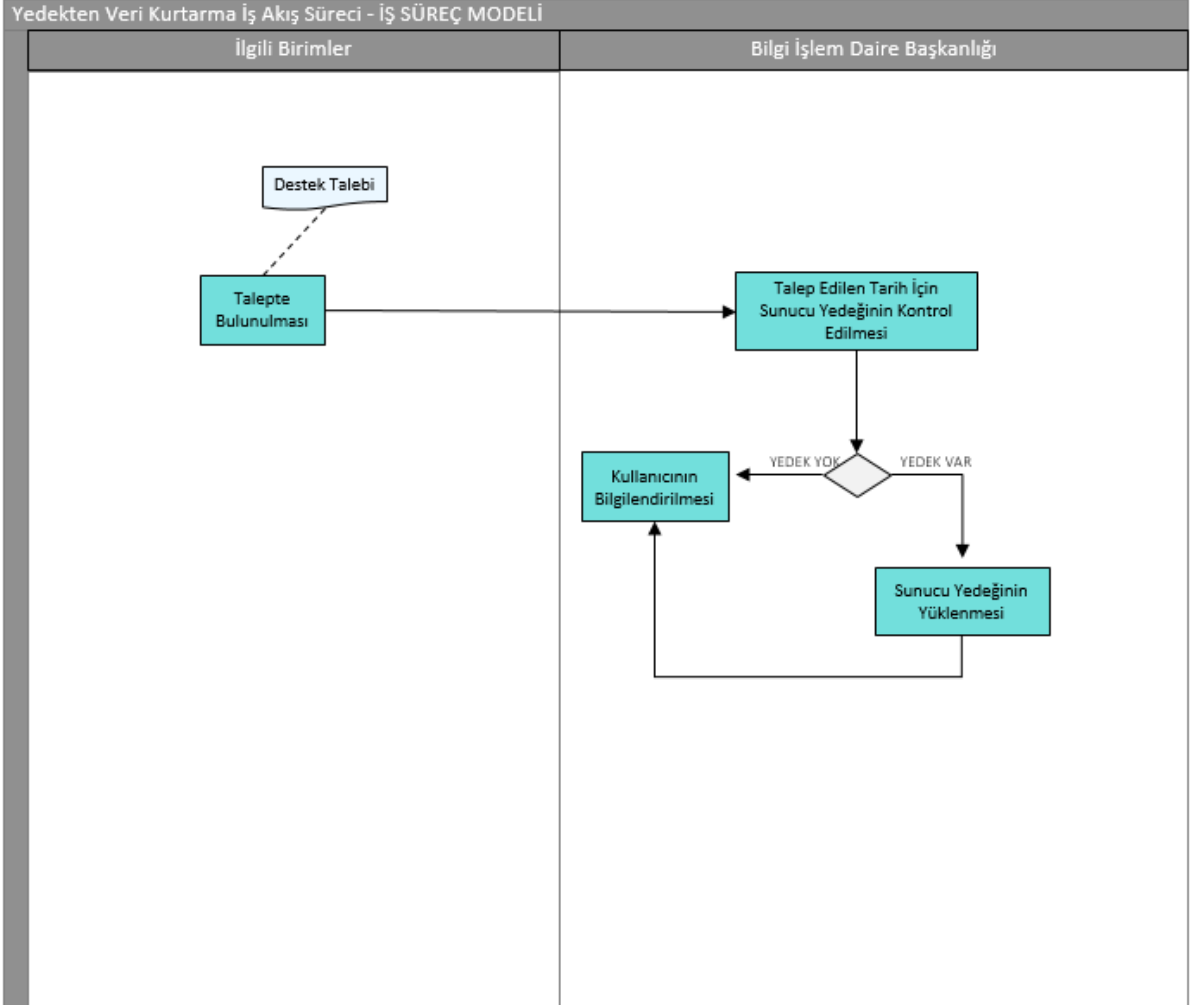 Yedekten Veri Kurtarma İş Akış Süreci - İŞ SÜREÇ MODELİ
İlgili Birimler
Bilgi İşlem Daire Başkanlığı
Destek Talebi
Talepte
Bulunulması
Talep Edilen Tarih İçin
Sunucu Yedeğinin Kontrol
Edilmesi
YEDEK YOK
YEDEK VAR
Kullanıcının
Bilgilendirilmesi
Sunucu Yedeğinin
Yüklenmesi